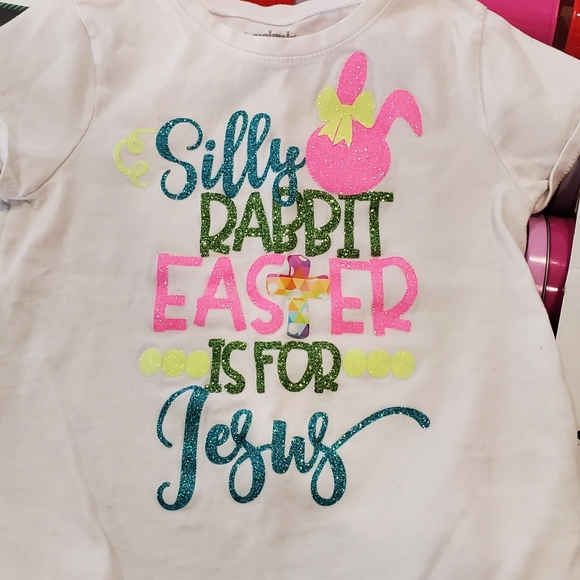 Silly
RABBIT
EASTER
IS FOR
Jesus